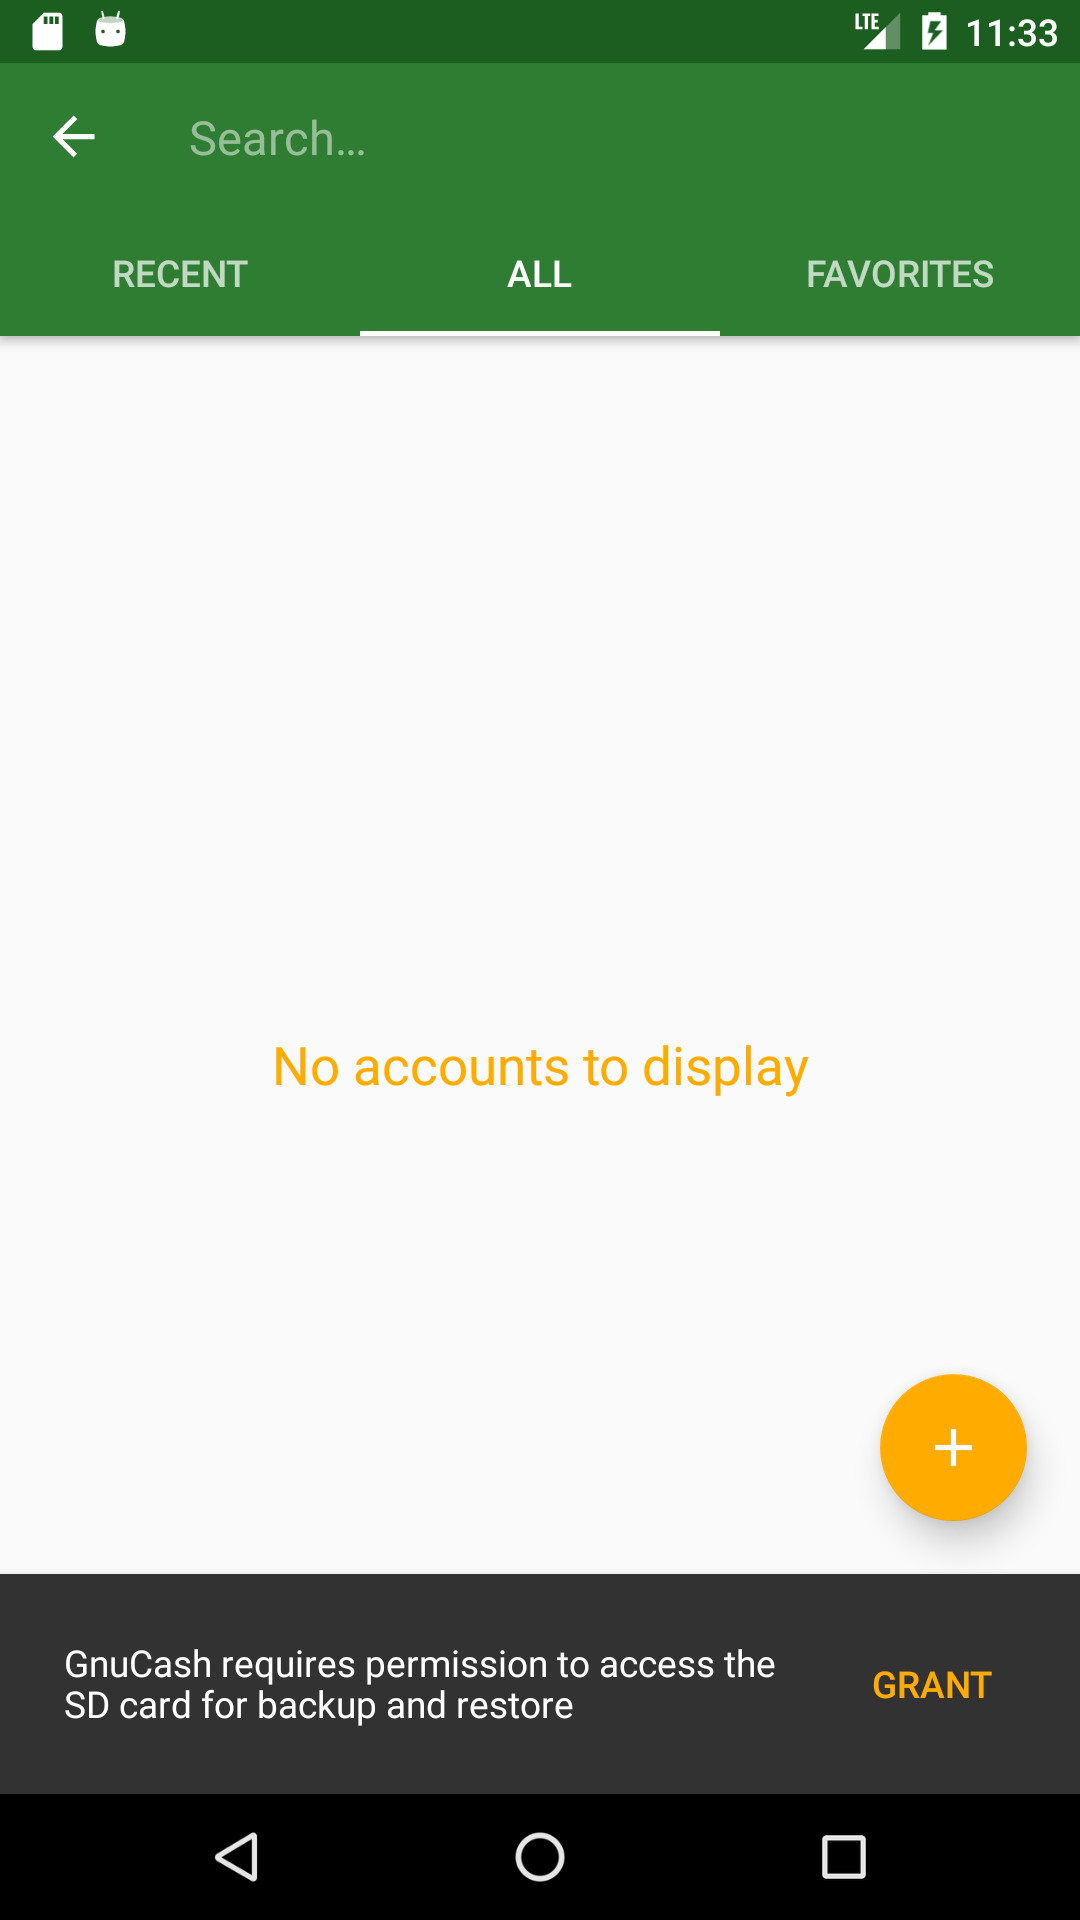 LTE 11:33
Search...
RECENT ALL FAVORITES
No accounts to display
GnuCash requires permission to access the
SD card for backup and restore
GRANT